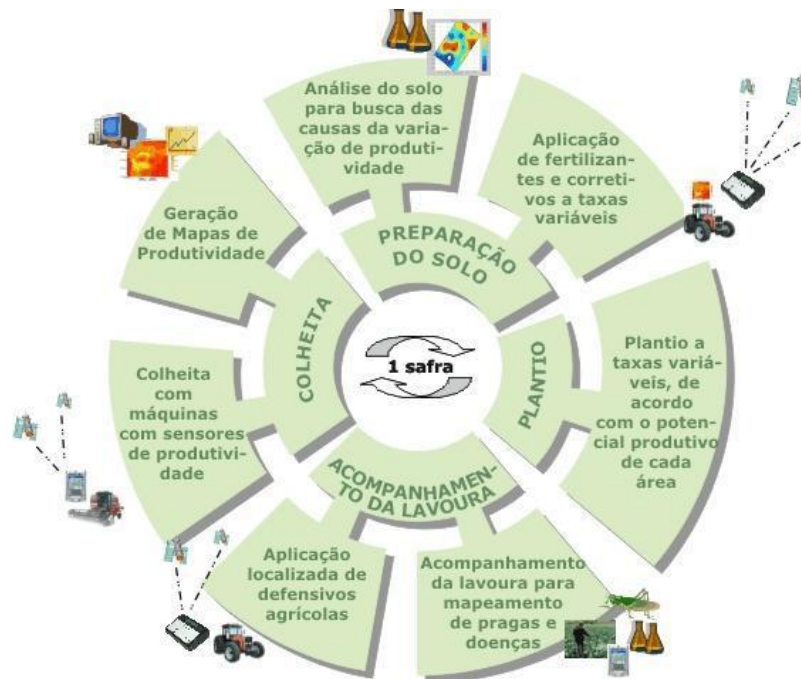 Análise do solo
para busca das
causas da varia-
ção de produti-
vidade
Aplicação
de fertilizan-
tes e correti-
vos a taxas
variáveis
Geração
de Mapas de
Produtividade
PREPARAÇÃO
DO SOLO
COLHEITA
1 safra
PLANTIO
Plantio a
taxas variá-
veis, de
acordo
com o poten-
cial produtivo
de cada
área
Colheita
com
máquinas
com sensores
de produtivi-
dade
ACOMPANHAMEN-
TO DA LAVOURA
Aplicação
localizada de
defensivos
agrícolas
Acompanhamento
da lavoura para
mapeamento
de pragas e
doenças